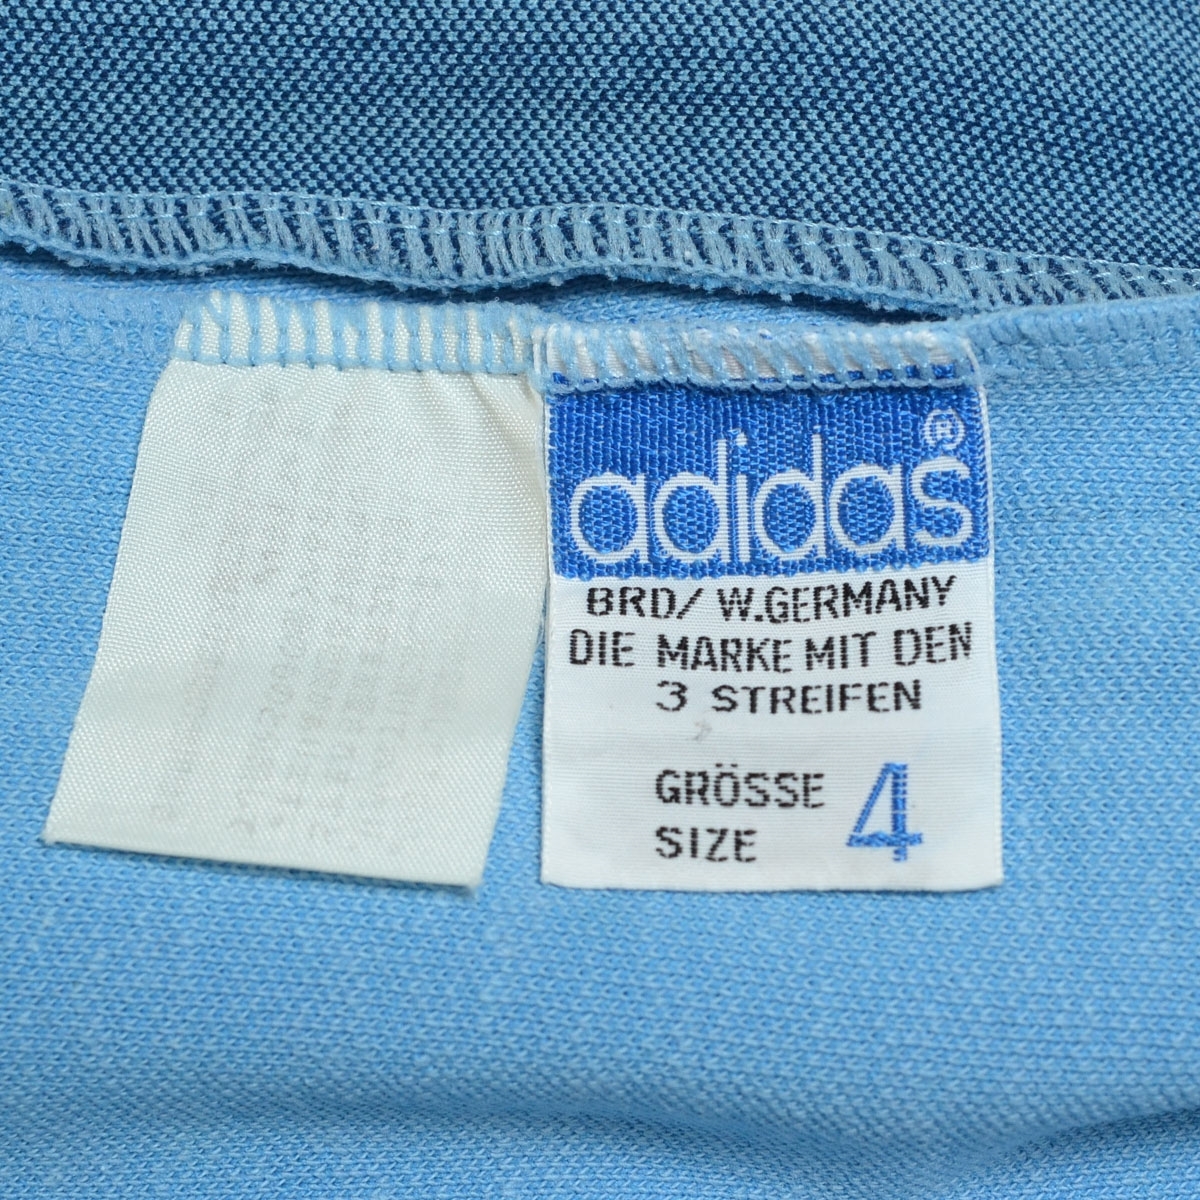 adidas®
BRD/ W.GERMANY
DIE MARKE MIT DEN
3 STREIFEN
GRÖSSE
SIZE 4